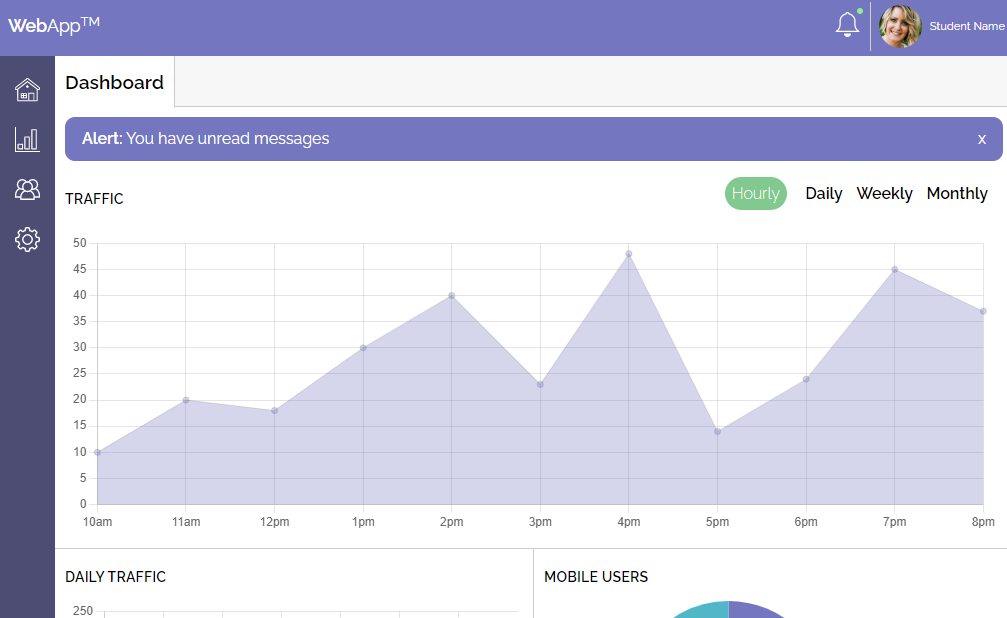 WebApp™
Student Name
Dashboard
Alert: You have unread messages
x
TRAFFIC
Hourly Daily Weekly Monthly
50
45
40
35
30
25
20
15
10
5
0
10am 11am 12pm 1pm 2pm 3pm 4pm 5pm 6pm 7pm 8pm
DAILY TRAFFIC
250
MOBILE USERS